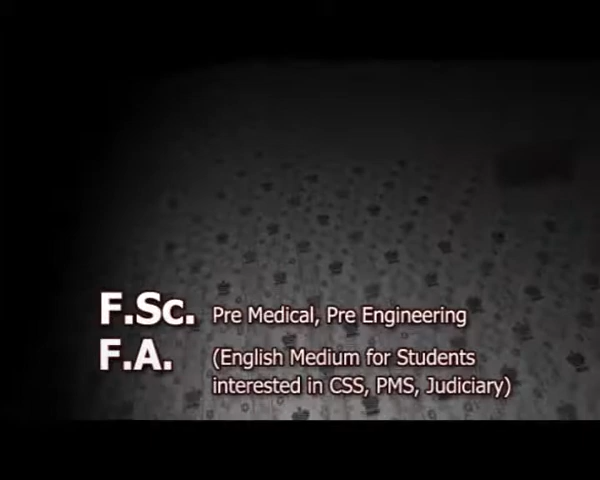 F.Sc. Pre Medical, Pre Engineering
F.A. (English Medium for Students
interested in CSS, PMS, Judiciary)